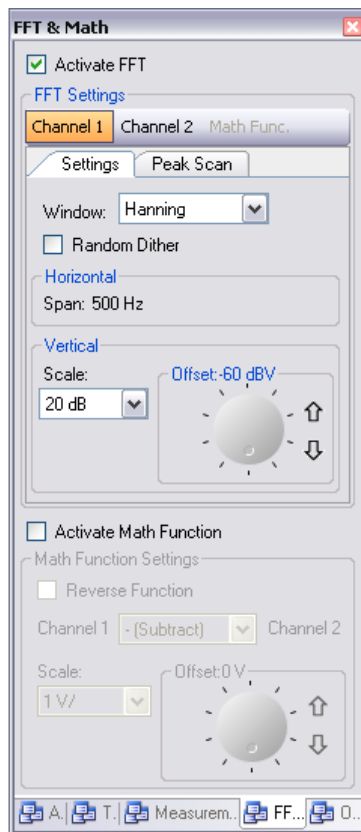 FFT & Math
Activate FFT
FFT Settings
Channel 1 Channel 2 Math Func.
Settings Peak Scan
Window: Hanning
Random Dither
Horizontal
Span: 500 Hz
Vertical
Scale: Offset:-60 dBV
20 dB
Activate Math Function
Math Function Settings
Reverse Function
Channel 1 - (Subtract) Channel 2
Scale: Offset:0 V
1 V/
A. T. Measurem.. FF... O..